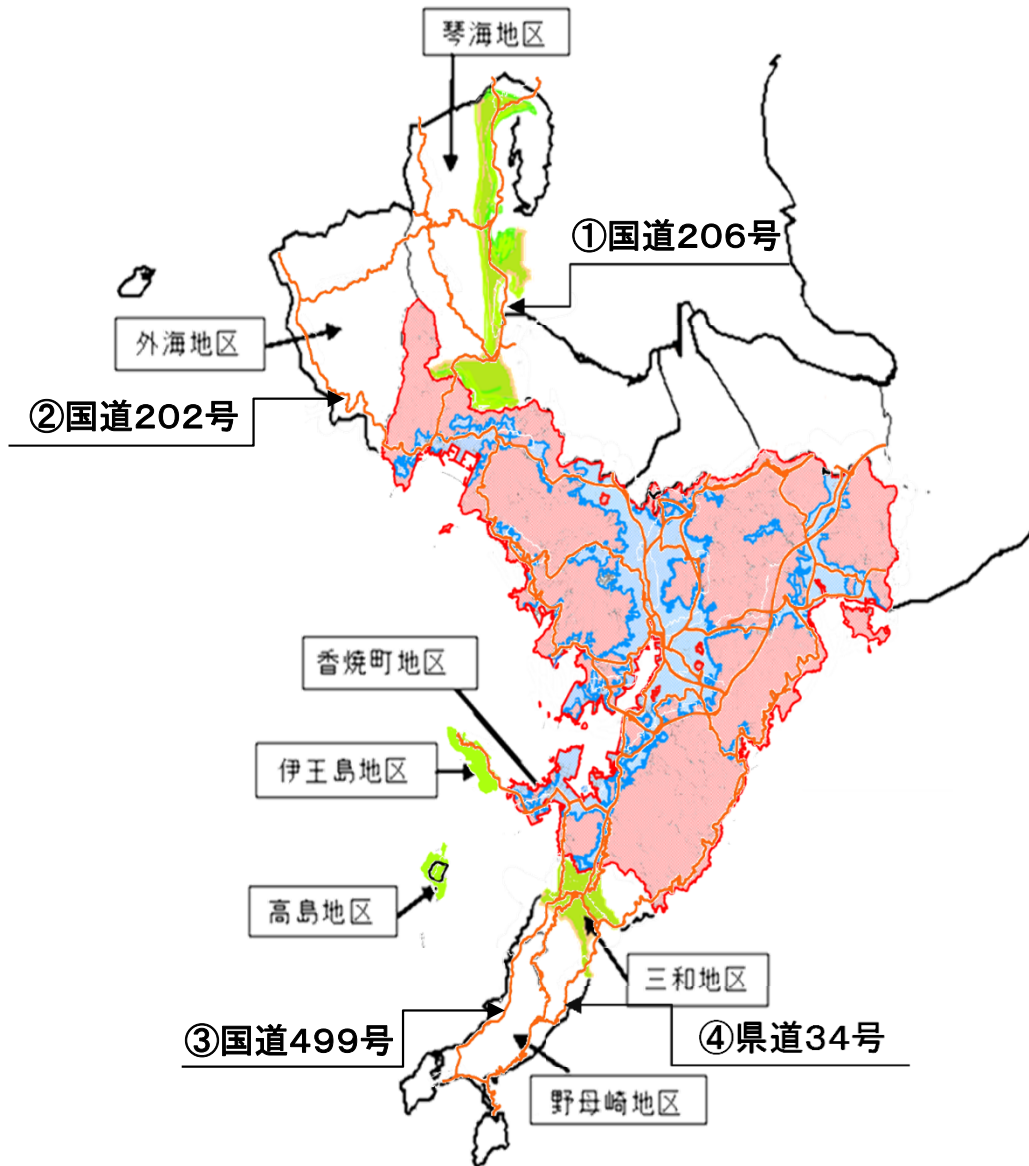 琴海地区
①国道206号
外海地区
②国道202号
香焼町地区
伊王島地区
高島地区
三和地区
③国道499号
④県道34号
野母崎地区